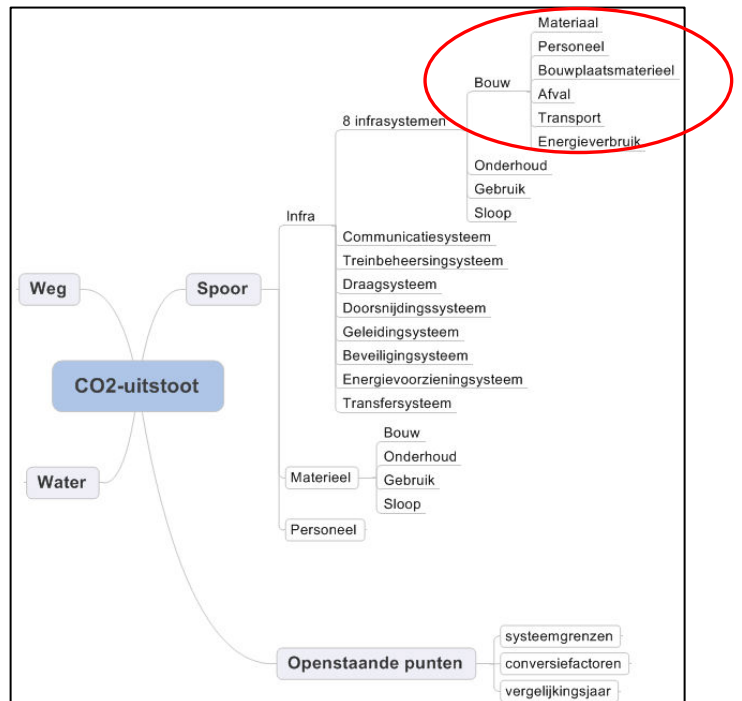 Materiaal
Personeel
Bouwplaatsmaterieel
Bouw
Afval
Transport
8 infrasystemen
Energieverbruik
Onderhoud
Gebruik
Sloop
Infra
Communicatiesysteem
Treinbeheersingsysteem
Draagsysteem
Weg
Spoor
Doorsnijdingssysteem
Geleidingsysteem
Beveiligingsysteem
CO2-uitstoot
Energievoorzieningsysteem
Transfersysteem
Bouw
Onderhoud
Water
Materieel
Gebruik
Sloop
Personeel
systeemgrenzen
Openstaande punten
conversiefactoren
vergelijkingsjaar